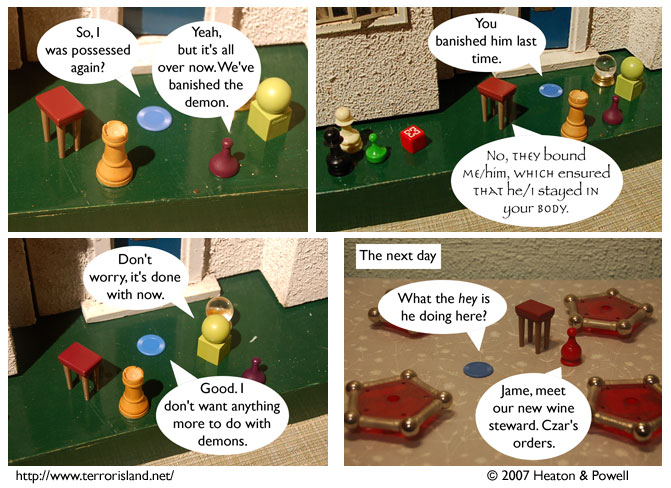 So, I
was possessed
again?
Yeah,
but it's all
over now. We've
banished the
demon.
You
banished him last
time.
No, THEY bound
ME/him, WHICH ensured
THAT he/I stayed IN
your BODY.
Don't
worry, it's done
with now.
Good. I
don't want anything
more to do with
demons.
The next day
What the hey is
he doing here?
Jame, meet
our new wine
steward. Czar's
orders.
http://www.terrorisland.net/
© 2007 Heaton & Powell